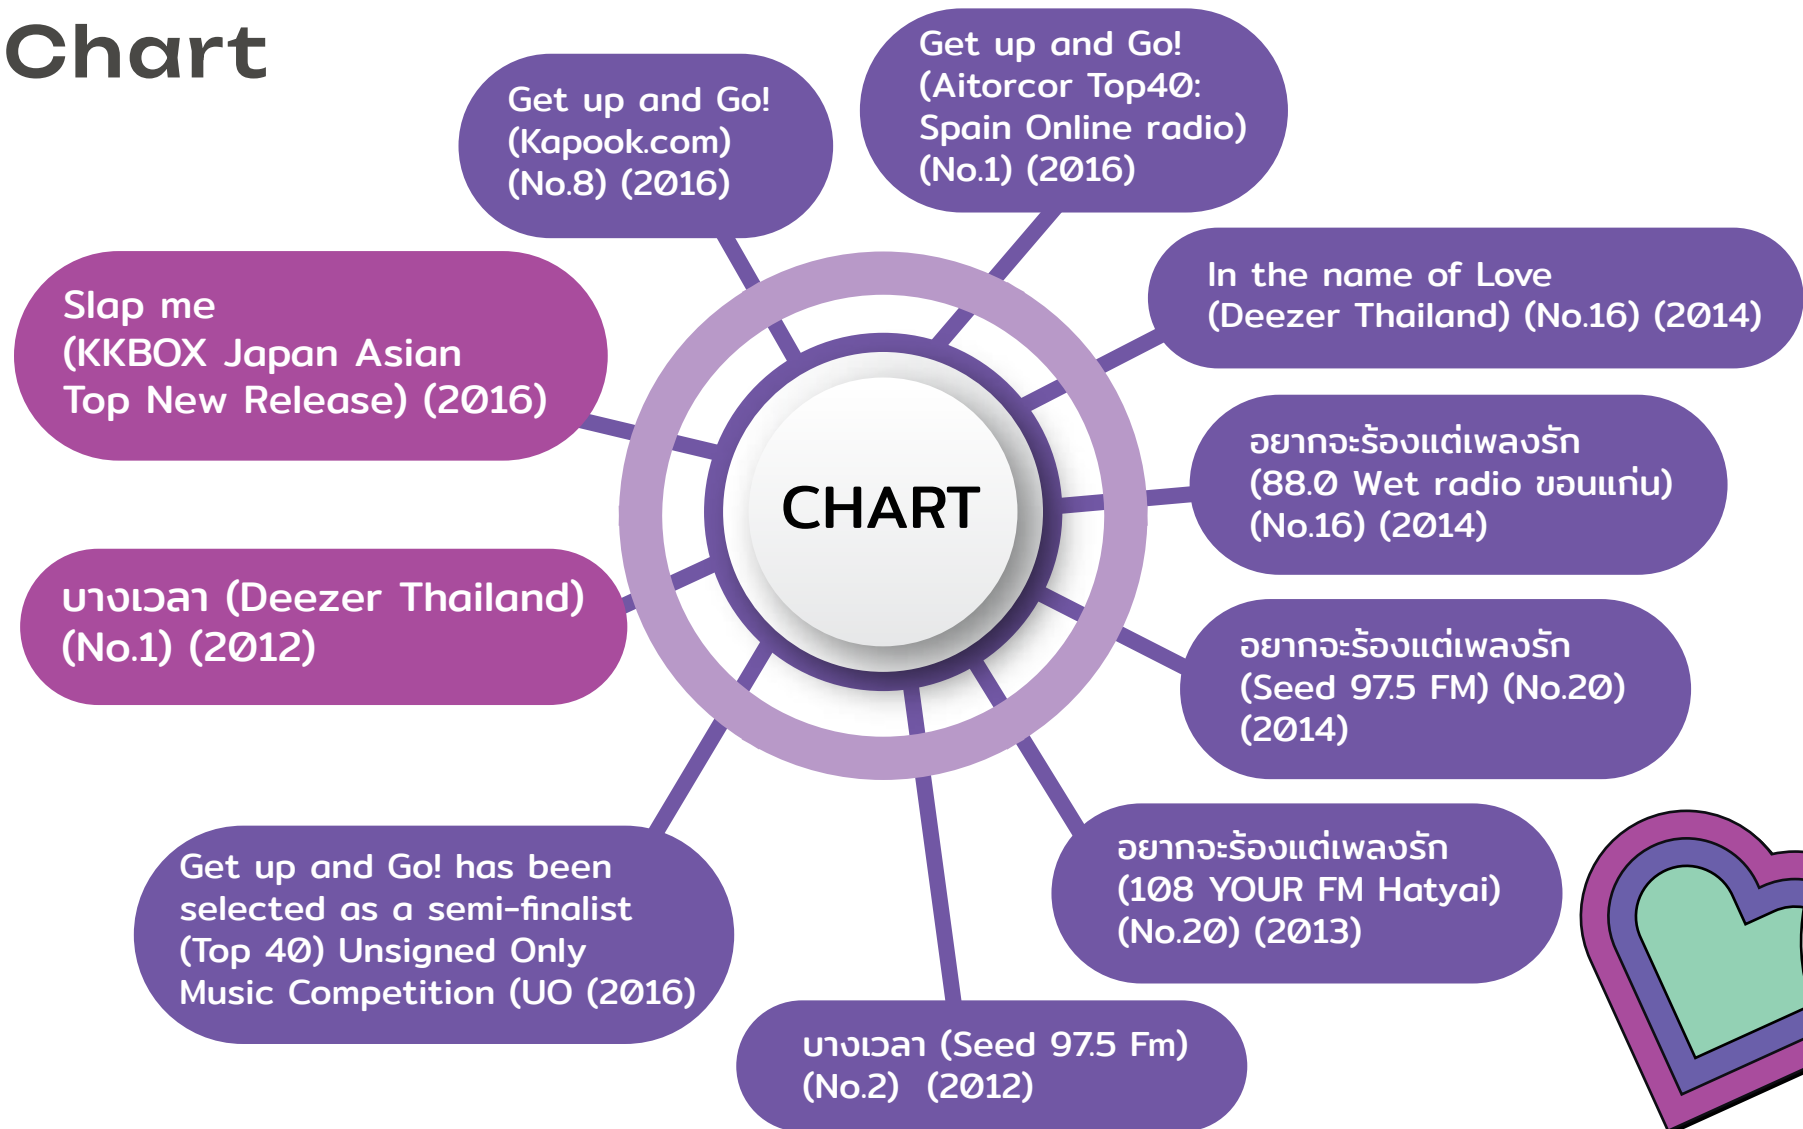 Chart
Get up and Go!
(Kapook.com)
(No.8) (2016)
Get up and Go!
(Aitorcor Top40:
Spain Online radio)
(No.1) (2016)
Slap me
(KKBOX Japan Asian
Top New Release) (2016)
In the name of Love
(Deezer Thailand) (No.16) (2014)
อยากจะร้องแต่เพลงรัก
(88.0 Wet radio ขอนแก่น)
(No.16) (2014)
CHART
บางเวลา (Deezer Thailand)
(No.1) (2012)
อยากจะร้องแต่เพลงรัก
(Seed 97.5 FM) (No.20)
(2014)
Get up and Go! has been
selected as a semi-finalist
(Top 40) Unsigned Only
Music Competition (UO (2016)
อยากจะร้องแต่เพลงรัก
(108 YOUR FM Hatyai)
(No.20) (2013)
บางเวลา (Seed 97.5 Fm)
(No.2) (2012)